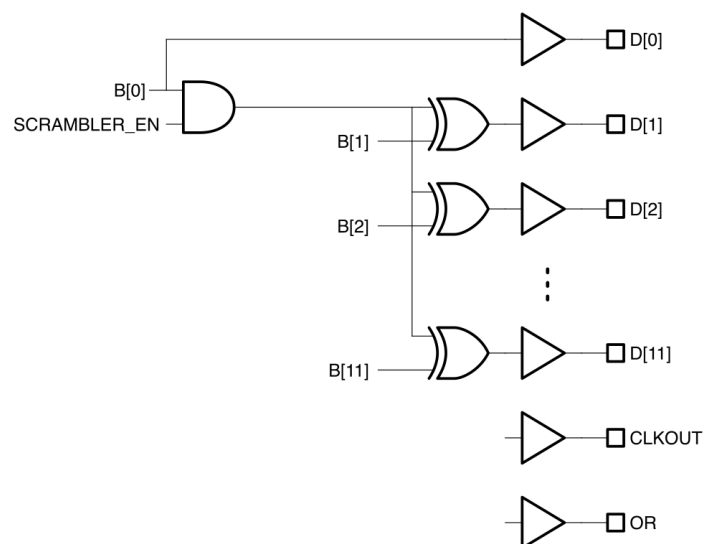 D[0]
B[0]
SCRAMBLER_EN
D[1]
B[1]
D[2]
B[2]
D[11]
B[11]
CLKOUT
OR